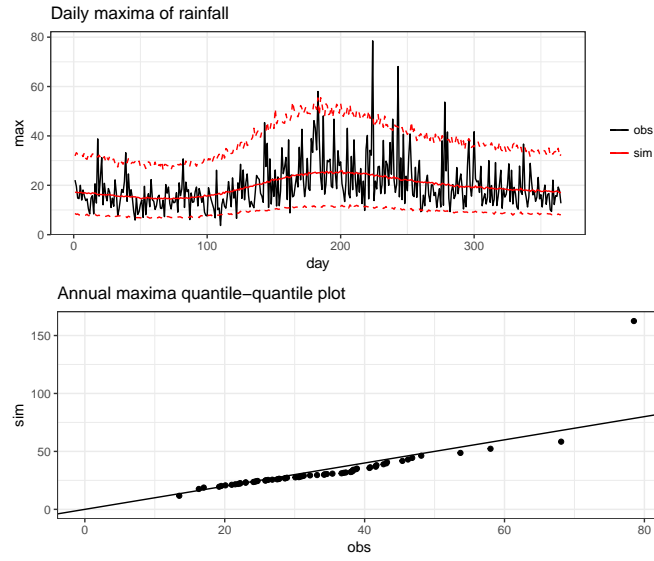 Daily maxima of rainfall
80
60
40
20
0
max
0
100
200
300
day
obs
sim
Annual maxima quantile−quantile plot
150
100
50
0
sim
0
20
40
60
80
obs